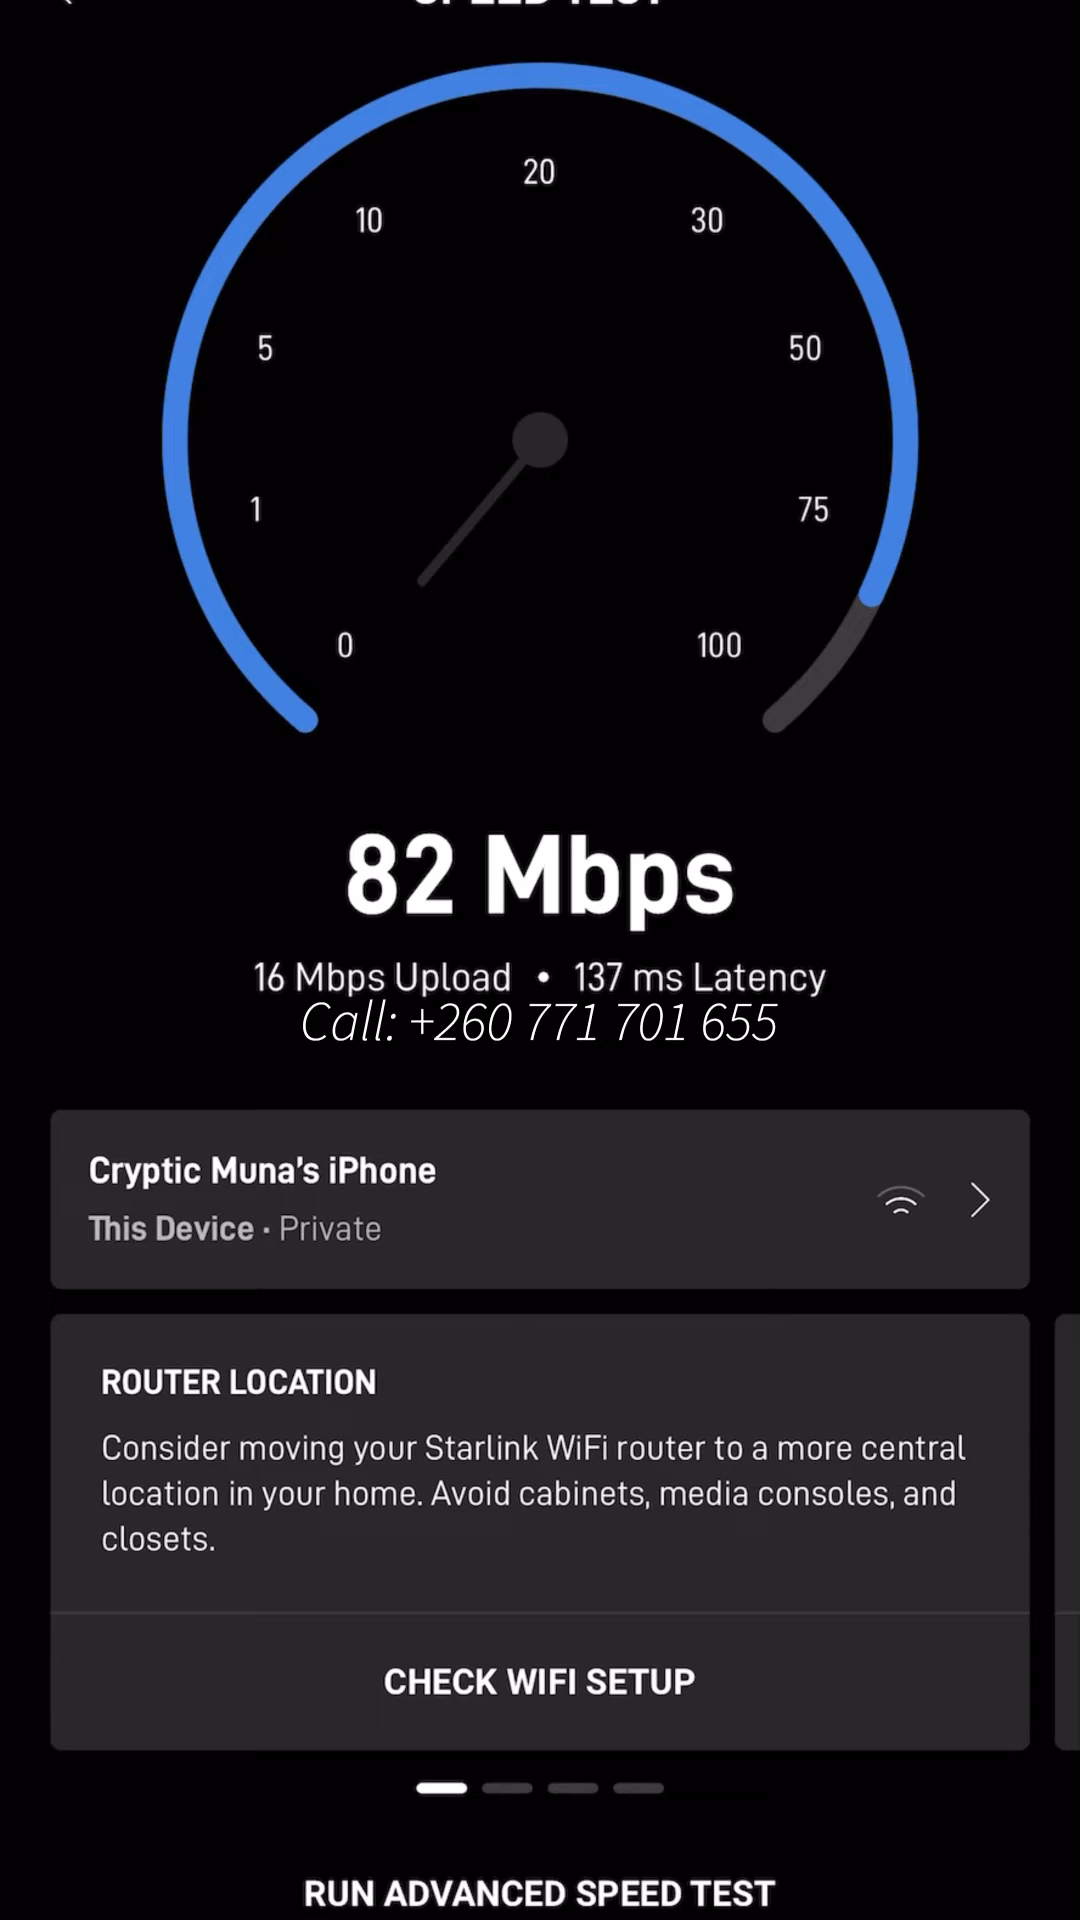 SPEED TEST
20
10
30
5
50
1
75
0
100
82 Mbps
16 Mbps Upload • 137 ms Latency
Call: +260 771 701 655
Cryptic Muna's iPhone
This Device · Private
ROUTER LOCATION
Consider moving your Starlink WiFi router to a more central
location in your home. Avoid cabinets, media consoles, and
closets.
CHECK WIFI SETUP
RUN ADVANCED SPEED TEST